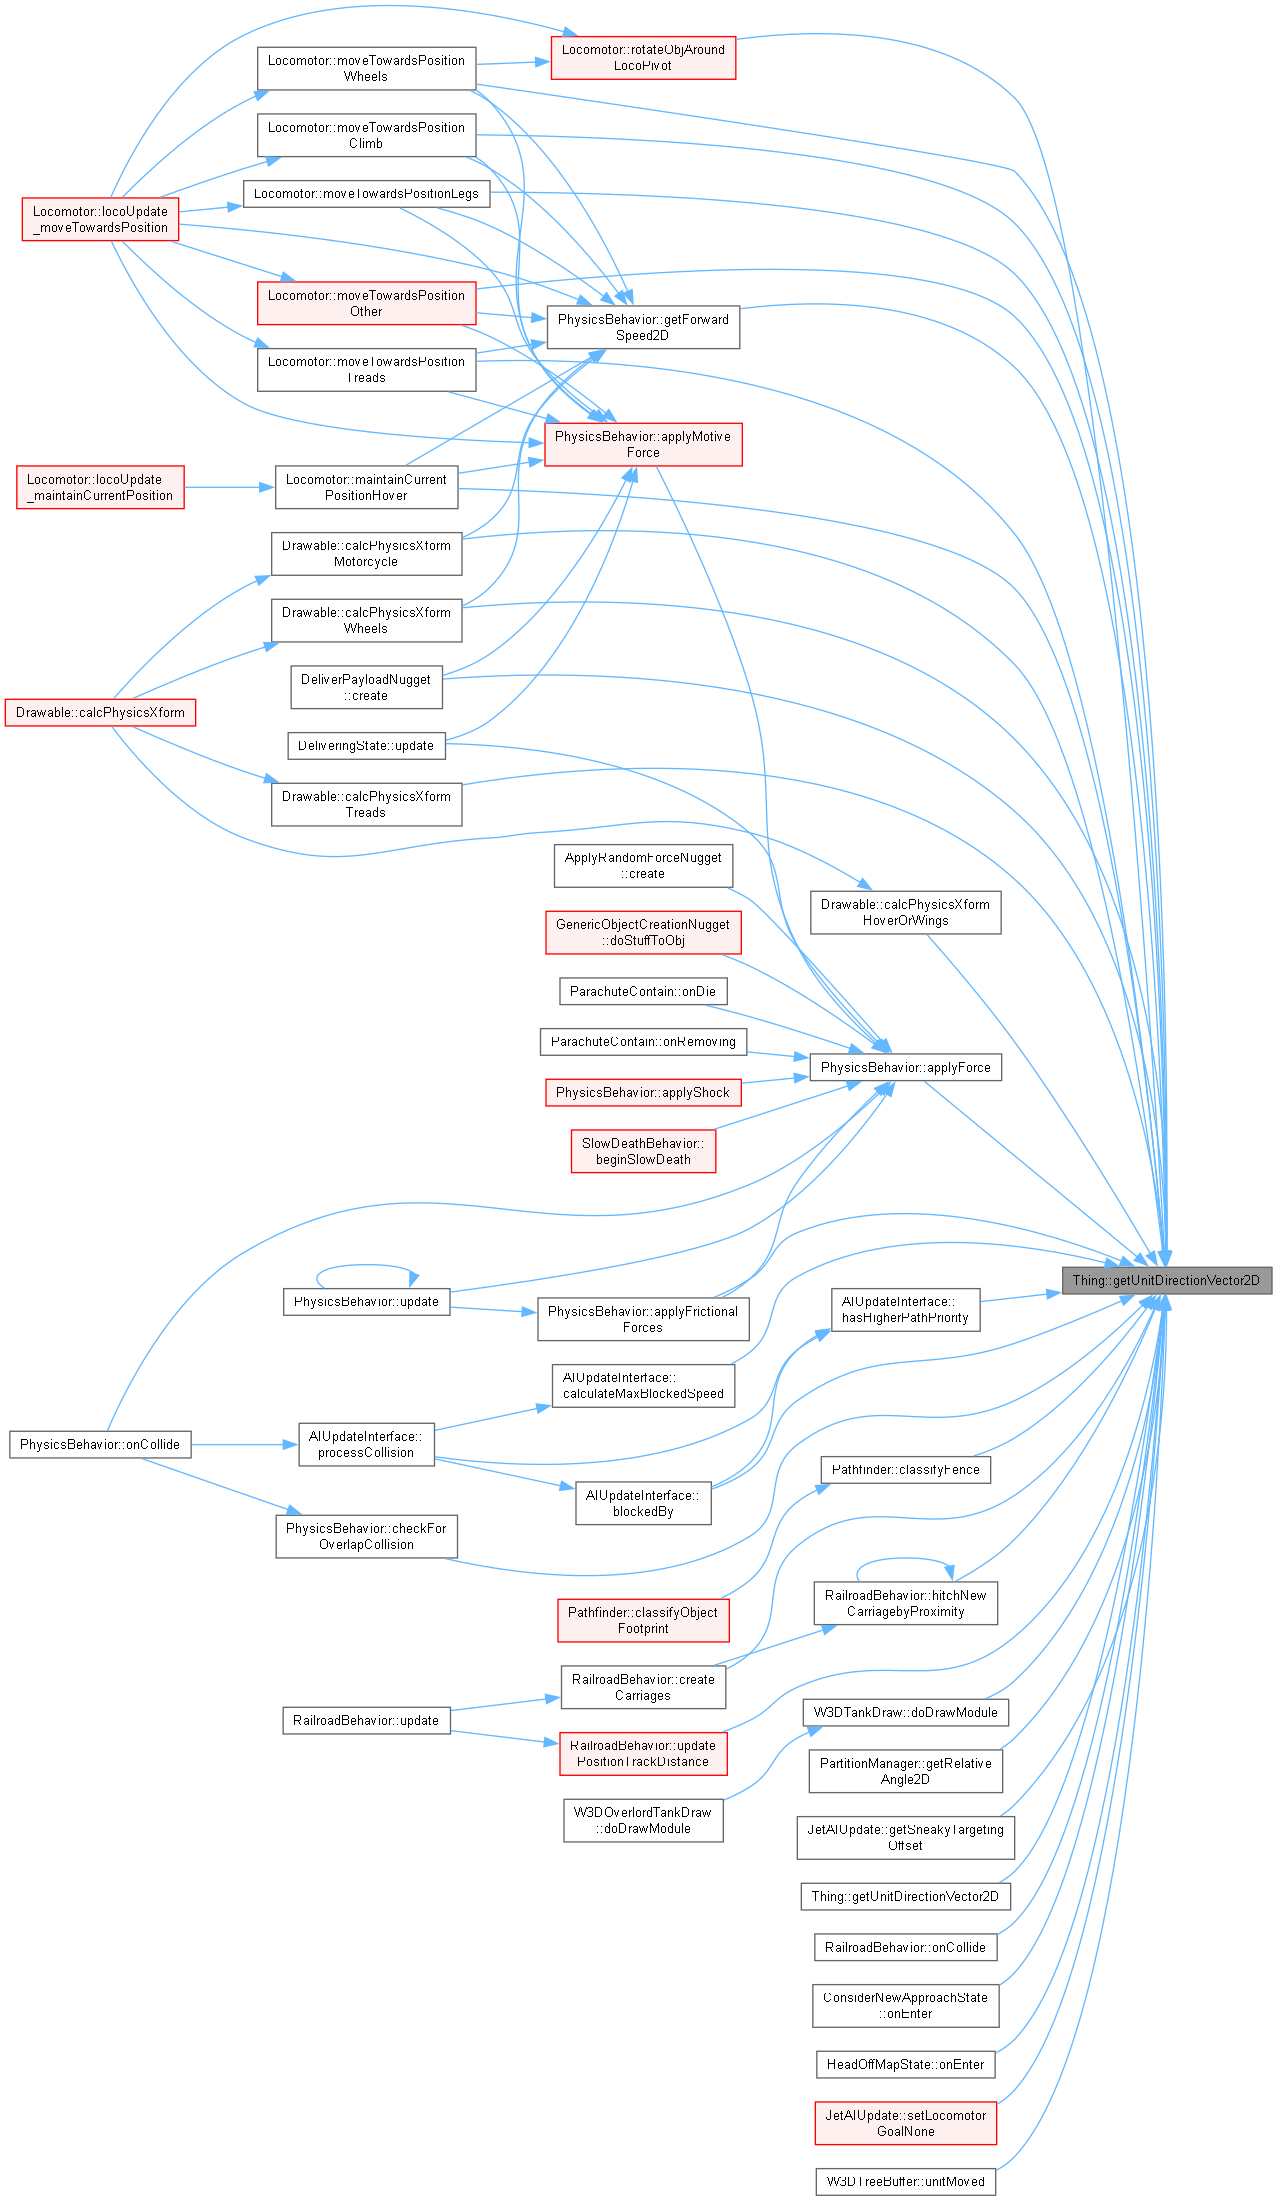 Locomotor::rotateObjAround
LocoPivot
Locomotor::moveTowardsPosition
Wheels
Locomotor::moveTowardsPosition
Climb
Locomotor::moveTowardsPositionLegs
Locomotor::locoUpdate
_moveTowardsPosition
Locomotor::moveTowardsPosition
Other
PhysicsBehavior::getForward
Speed2D
Locomotor::moveTowardsPosition
Treads
PhysicsBehavior::applyMotive
Force
Locomotor::locoUpdate
_maintainCurrentPosition
Locomotor::maintainCurrent
PositionHover
Drawable::calcPhysicsXform
Motorcycle
Drawable::calcPhysicsXform
Wheels
DeliverPayloadNugget
::create
Drawable::calcPhysicsXform
DeliveringState::update
Drawable::calcPhysicsXform
Treads
ApplyRandomForceNugget
::create
Drawable::calcPhysicsXform
HoverOrWings
GenericObjectCreationNugget
::doStuffToObj
ParachuteContain::onDie
ParachuteContain::onRemoving
PhysicsBehavior::applyForce
PhysicsBehavior::applyShock
SlowDeathBehavior::
beginSlowDeath
Thing::getUnitDirectionVector2D
PhysicsBehavior::update
PhysicsBehavior::applyFrictional
Forces
AIUpdateInterface::
hasHigherPathPriority
AIUpdateInterface::
calculateMaxBlockedSpeed
PhysicsBehavior::onCollide
AIUpdateInterface::
processCollision
Pathfinder::classifyFence
AIUpdateInterface::
blockedBy
PhysicsBehavior::checkFor
OverlapCollision
RailroadBehavior::hitchNew
CarriagebyProximity
Pathfinder::classifyObject
Footprint
RailroadBehavior::create
Carriages
RailroadBehavior::update
W3DTankDraw::doDrawModule
RailroadBehavior::update
PositionTrackDistance
PartitionManager::getRelative
Angle2D
W3DOverlordTankDraw
::doDrawModule
JetAIUpdate::getSneakyTargeting
Offset
Thing::getUnitDirectionVector2D
RailroadBehavior::onCollide
ConsiderNewApproachState
::onEnter
HeadOffMapState::onEnter
JetAIUpdate::setLocomotor
GoalNone
W3DTreeBuffer::unitMoved